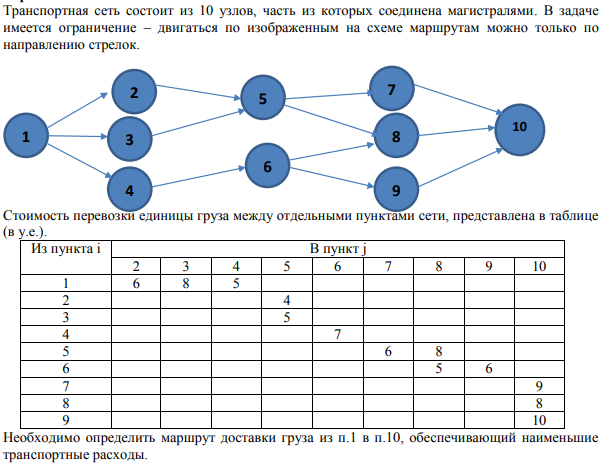 Транспортная сеть состоит из 10 узлов, часть из которых соединена магистралями. В задаче
имеется ограничение – двигаться по изображенным на схеме маршрутам можно только по
направлению стрелок.
1 2 3 4 5 6 7 8 9 10
Стоимость перевозки единицы груза между отдельными пунктами сети, представлена в таблице
(в у.е.).
Из пункта i В пункт j
2 3 4 5 6 7 8 9 10
1 6 8 5
2 4
3 5
4 7
5 6 8
6 5 6
7 9
8 8
9 10
Необходимо определить маршрут доставки груза из п.1 в п.10, обеспечивающий наименьшие
транспортные расходы.